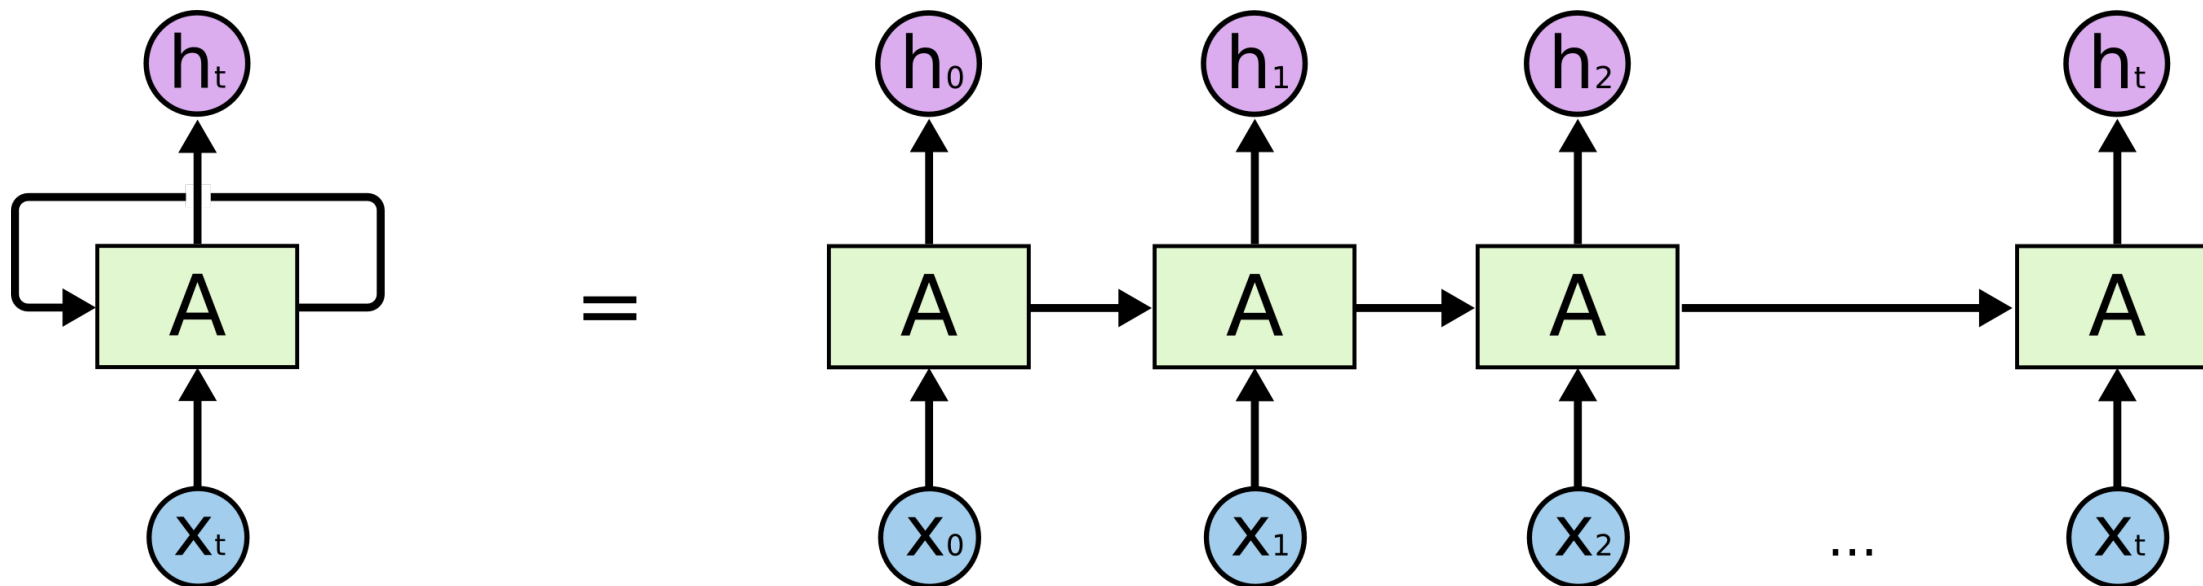 hₜ h₀ h₁ h₂ hₜ
A = A A A A
xₜ x₀ x₁ x₂ ... xₜ